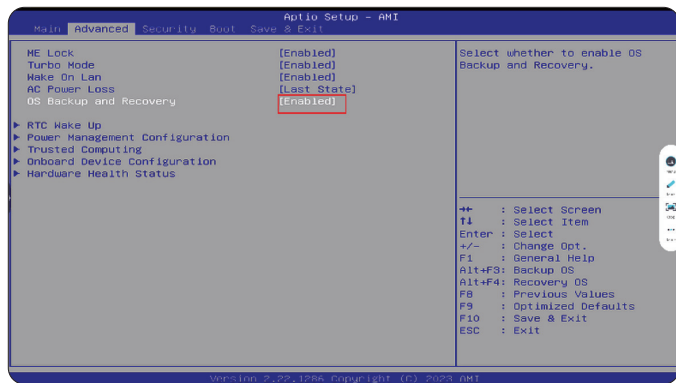 Aptio Setup - AMI
Main Advanced Security Boot Save & Exit
ME Lock [Enabled]
Turbo Mode [Enabled]
Wake On Lan [Enabled]
AC Power Loss [Last State]
OS Backup and Recovery [Enabled]
► RTC Wake Up
► Power Management Configuration
► Trusted Computing
► Onboard Device Configuration
► Hardware Health Status
Select whether to enable OS
Backup and Recovery.
→← : Select Screen
↑↓ : Select Item
Enter : Select
+/- : Change Opt.
F1 : General Help
Alt+F3: Backup OS
Alt+F4: Recovery OS
F8 : Previous Values
F9 : Optimized Defaults
F10 : Save & Exit
ESC : Exit
Version 2.22.1286 Copyright (C) 2023 AMI